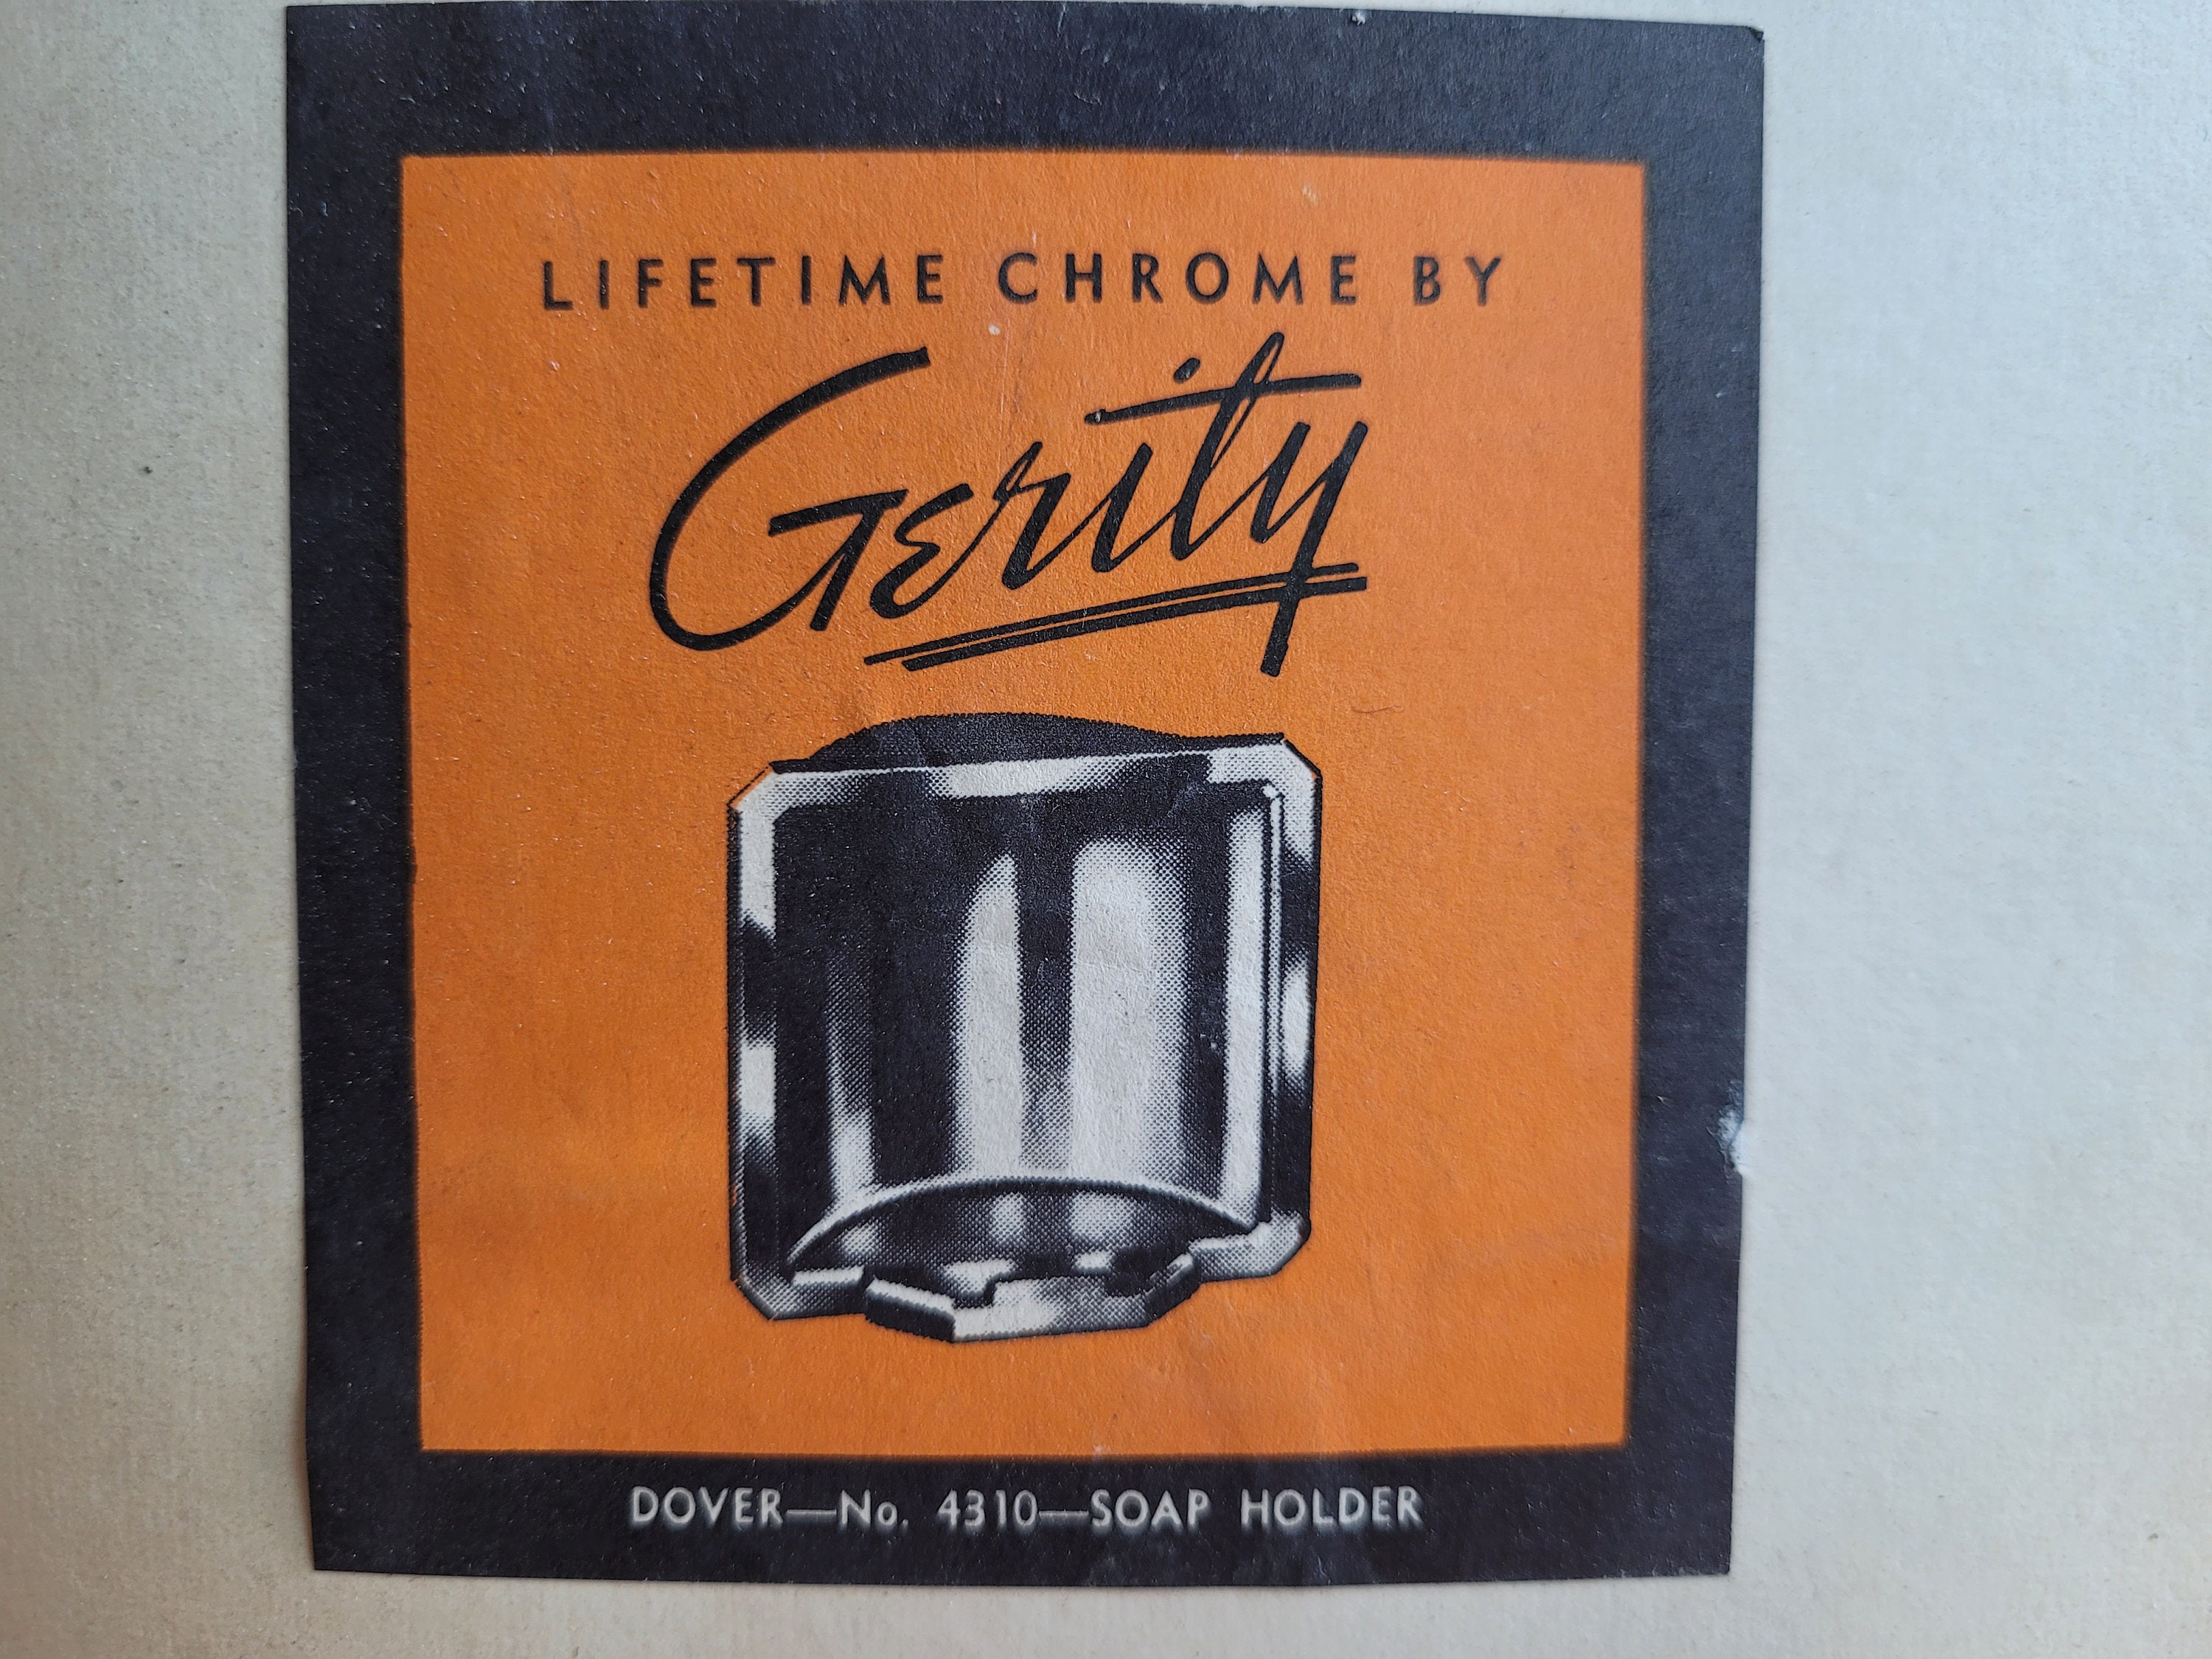 LIFETIME CHROME BY
Gerity
DOVER—No. 4310—SOAP HOLDER